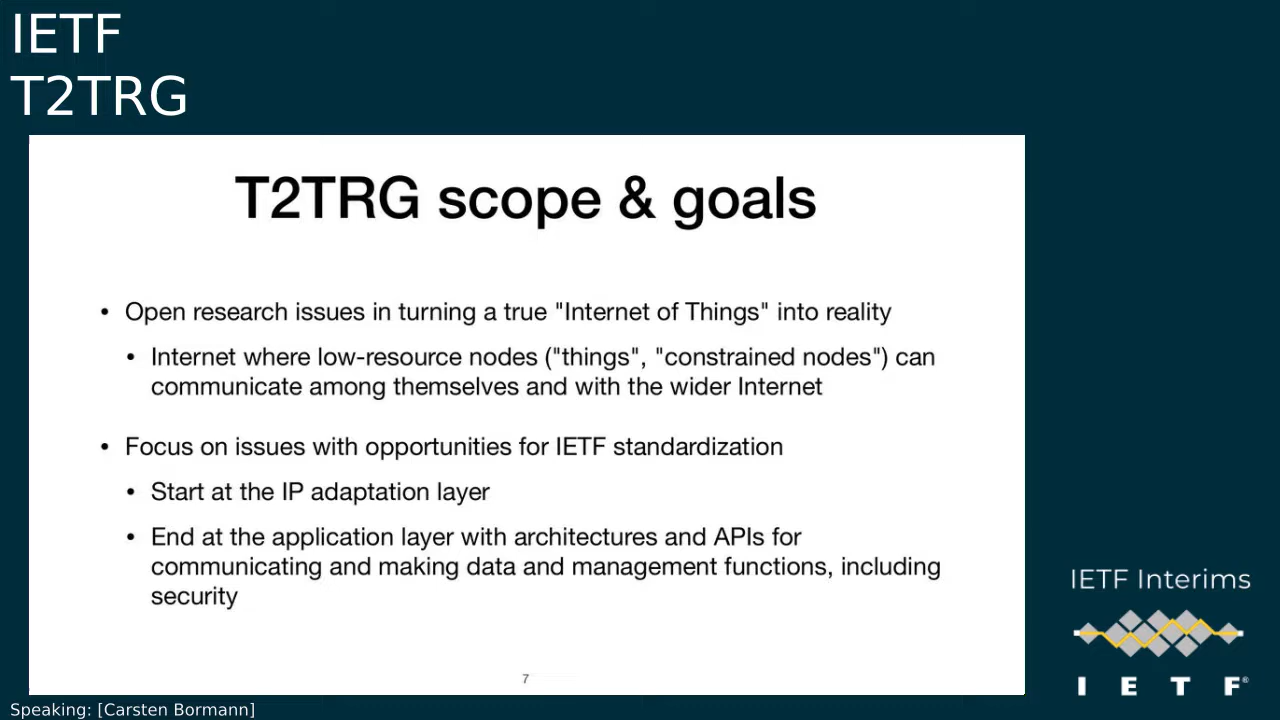 IETF
T2TRG
T2TRG scope & goals
• Open research issues in turning a true "Internet of Things" into reality
• Internet where low-resource nodes ("things", "constrained nodes") can
communicate among themselves and with the wider Internet
• Focus on issues with opportunities for IETF standardization
• Start at the IP adaptation layer
• End at the application layer with architectures and APIs for
communicating and making data and management functions, including
security
7
IETF Interims
I E T F®
Speaking: [Carsten Bormann]